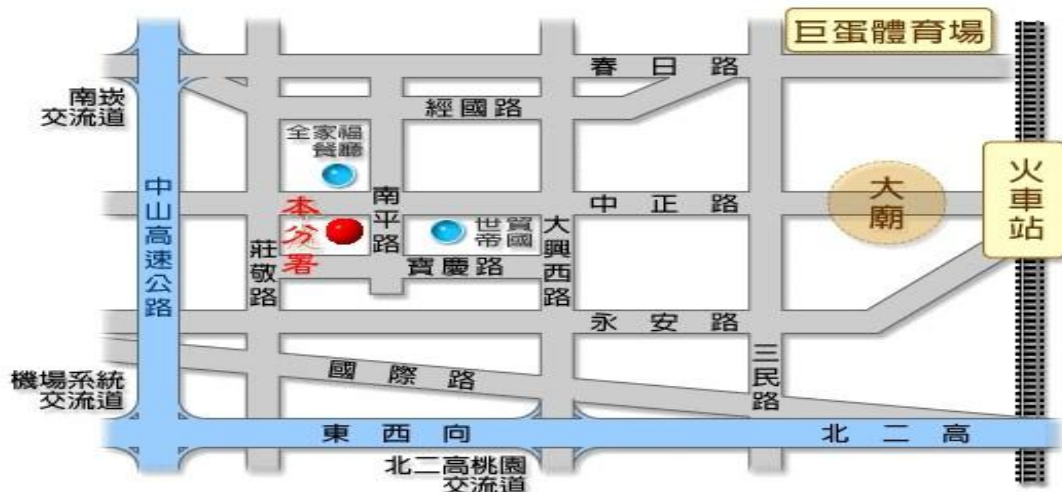 巨蛋體育場
春日路
南崁
交流道
經國路
全家福
餐廳
火車站
中山高速公路
南平路
中正路
大廟
本分署
世貿
帝國
大興西路
莊敬路
寶慶路
永安路
三民路
國際路
機場系統
交流道
東西向
北二高
北二高桃園
交流道